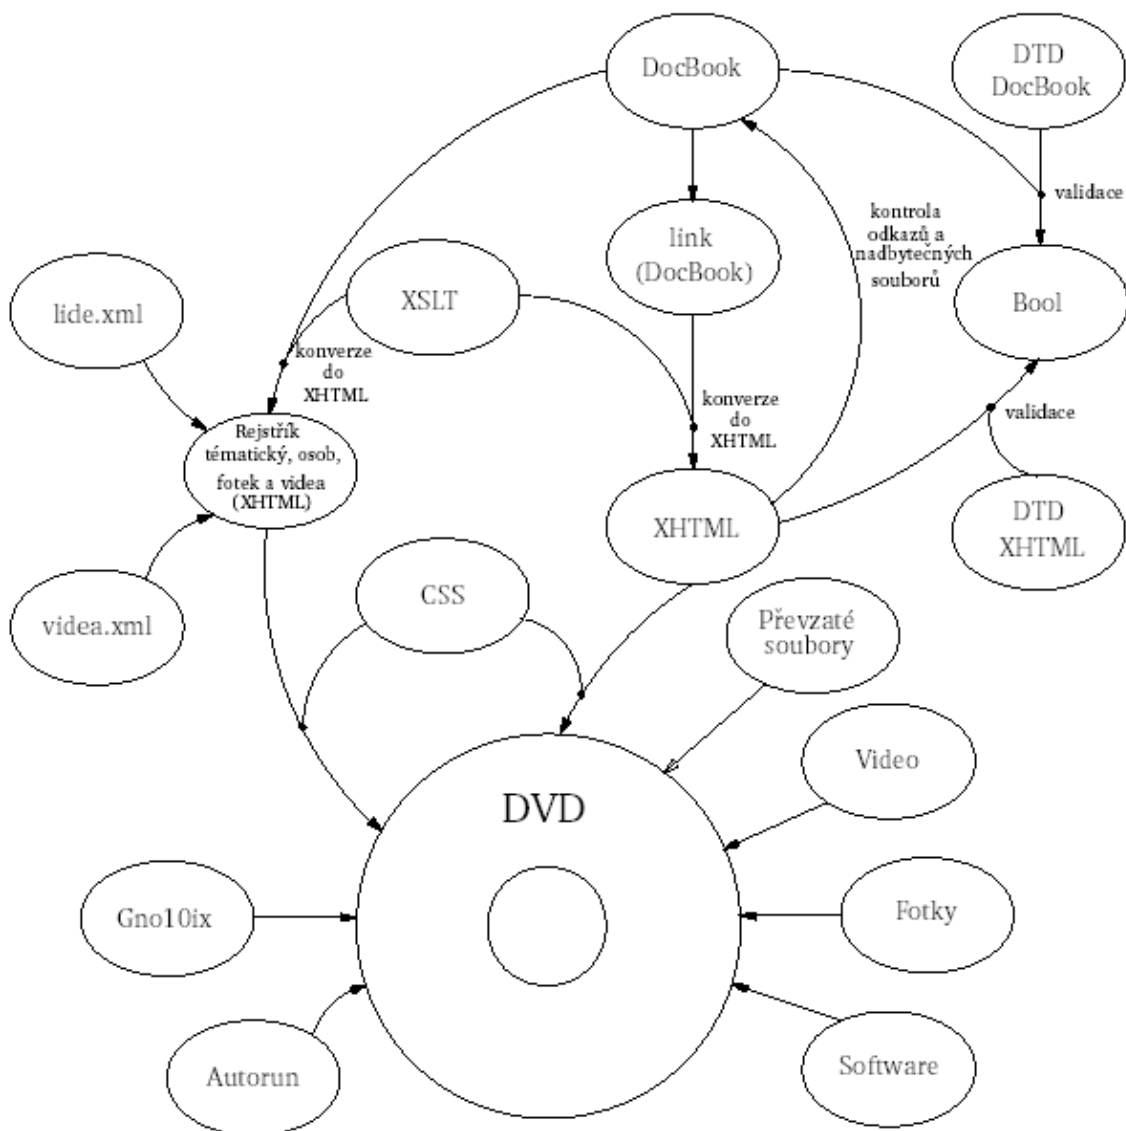 DocBook
DTD
DocBook
validace
kontrola
odkazů a
nadbytečných
souborů
link
(DocBook)
XSLT
lide.xml
Bool
konverze
do
XHTML
konverze
do
XHTML
validace
Rejstřík
tématický, osob,
fotek a videa
(XHTML)
XHTML
DTD
XHTML
CSS
videa.xml
Převzaté
soubory
Video
DVD
Gno10ix
Fotky
Autorun
Software